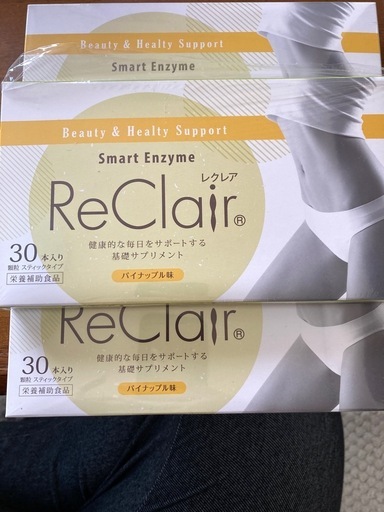 Beauty & Healty Support
Smart Enzyme
Beauty & Healty Support
Smart Enzyme
レクレア
ReClair®
健康的な毎日をサポートする
基礎サプリメント
パイナップル味
30本入り
顆粒 スティックタイプ
栄養補助食品
ReClair®
健康的な毎日をサポートする
基礎サプリメント
パイナップル味
30本入り
顆粒 スティックタイプ
栄養補助食品